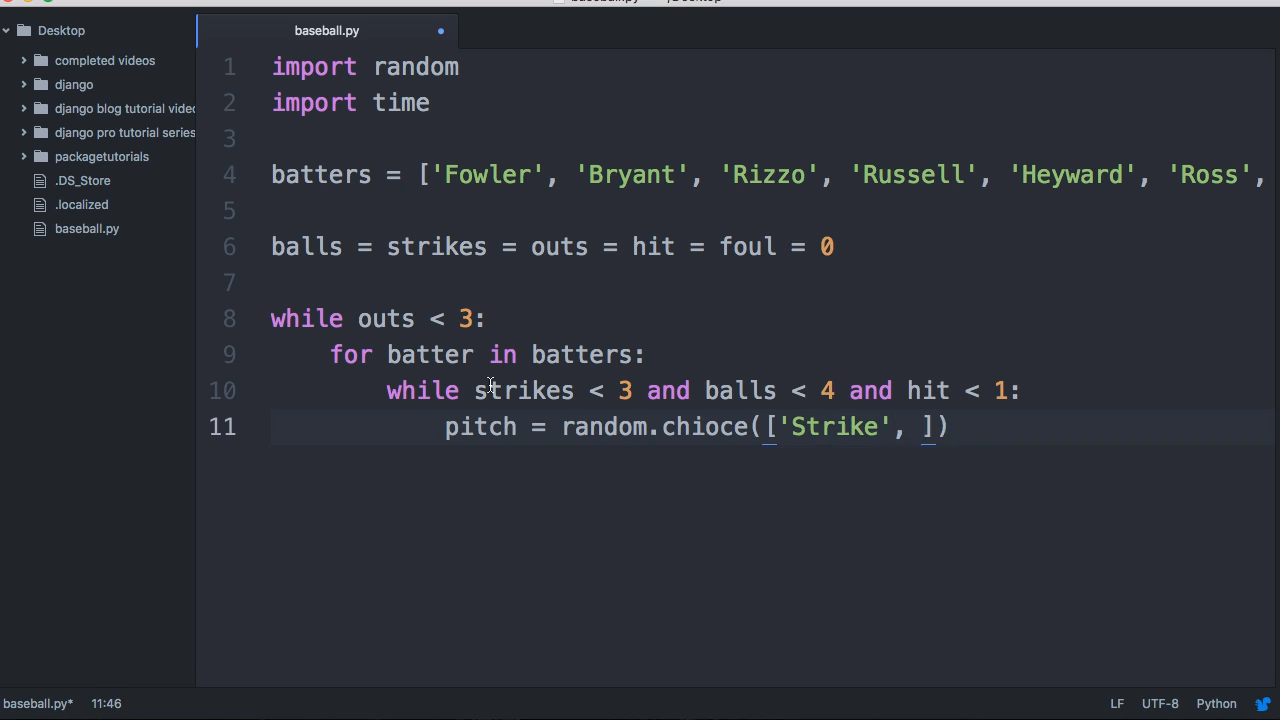 Desktop
completed videos
django
django blog tutorial
django pro tutorial series
packagetutorials
.DS_Store
.localized
baseball.py
baseball.py
1 import random
2 import time
3
4 batters = ['Fowler', 'Bryant', 'Rizzo', 'Russell', 'Heyward', 'Ross',
5
6 balls = strikes = outs = hit = foul = 0
7
8 while outs < 3:
9 for batter in batters:
10 while strikes < 3 and balls < 4 and hit < 1:
11 pitch = random.chioce(['Strike', ])
baseball.py* 11:46
LF UTF-8 Python